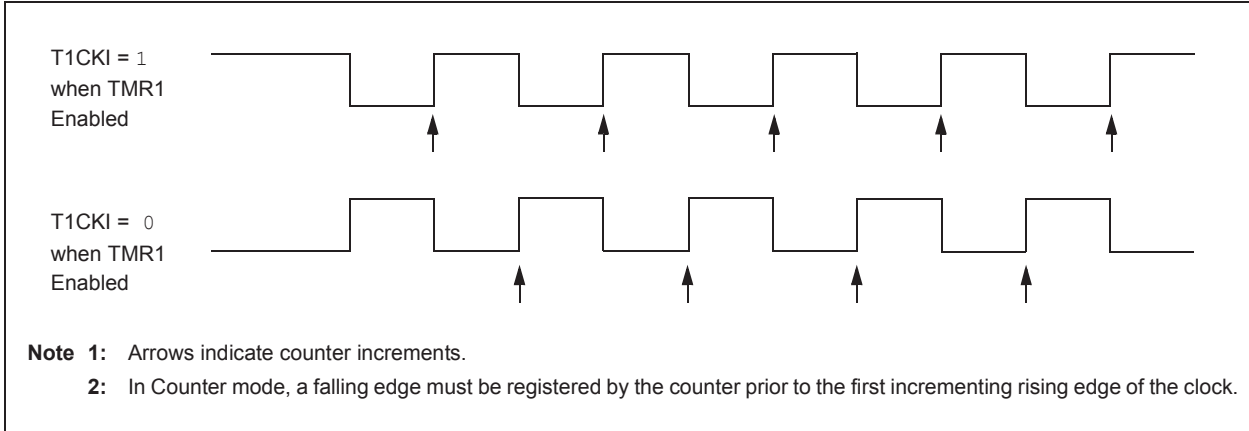 T1CKI = 1
when TMR1
Enabled
T1CKI = 0
when TMR1
Enabled
Note 1: Arrows indicate counter increments.
2: In Counter mode, a falling edge must be registered by the counter prior to the first incrementing rising edge of the clock.